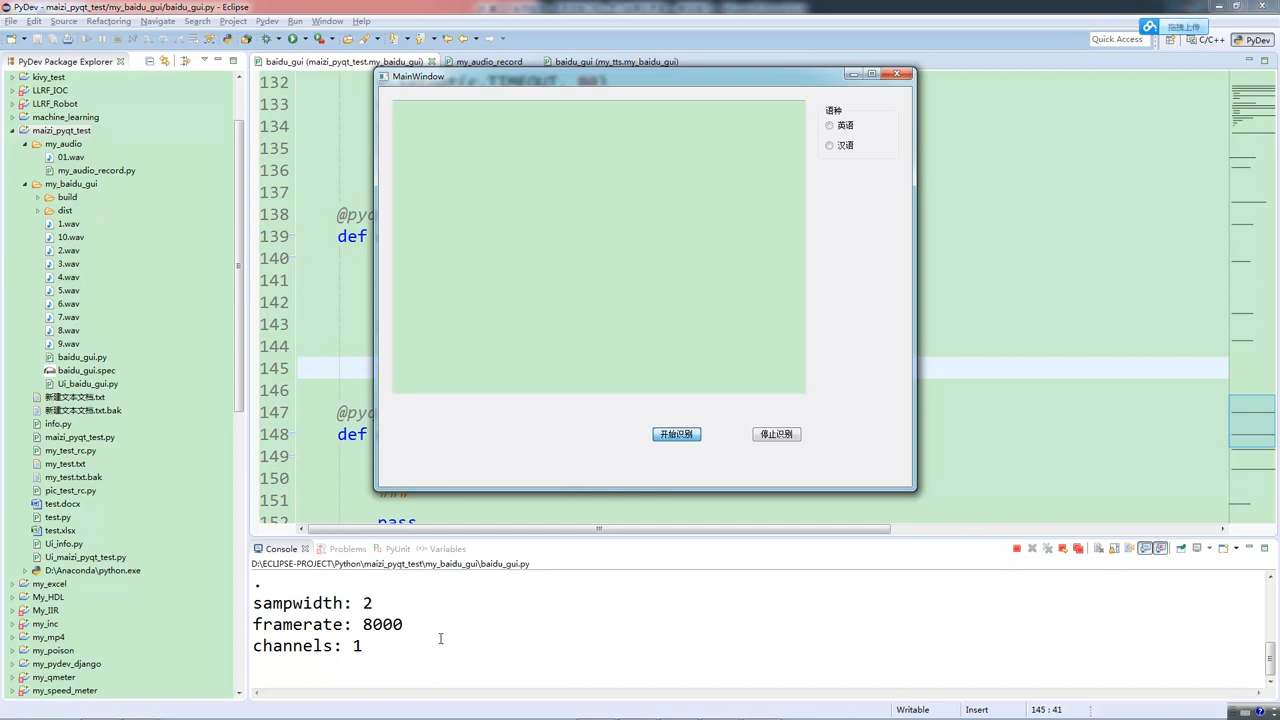 PyDev - maizi_pyqt_test/my_baidu_gui/baidu_gui.py - Eclipse
File Edit Source Refactoring Navigate Search Project Pydev Run Window Help
拖拽上传
Quick Access
C/C++
PyDev
PyDev Package Explorer
baidu_gui (maizi_pyqt_test.my_baidu_gui)
my_audio_record
baidu_gui (my_tts.my_baidu_gui)
kivy_test
LLRF_IOC
LLRF_Robot
machine_learning
maizi_pyqt_test
my_audio
01.wav
my_audio_record.py
my_baidu_gui
build
dist
1.wav
10.wav
2.wav
3.wav
4.wav
5.wav
6.wav
7.wav
8.wav
9.wav
baidu_gui.py
baidu_gui.spec
Ui_baidu_gui.py
新建文本文档.txt
新建文本文档.txt.bak
info.py
maizi_pyqt_test.py
my_test_rc.py
my_test.txt
my_test.txt.bak
pic_test_rc.py
test.docx
test.py
test.xlsx
Ui_info.py
Ui_maizi_pyqt_test.py
D:\Anaconda\python.exe
my_excel
My_HDL
My_IIR
my_inc
my_mp4
my_poison
my_pydev_django
my_qmeter
my_speed_meter
132
133
134
135
136
137
138 @pyq
139 def
140
141
142
143
144
145
146
147 @pyq
148 def
149
150
151 ###
152 pass
MainWindow
语种
英语
汉语
开始识别
停止识别
Console
Problems
PyUnit
Variables
D:\ECLIPSE-PROJECT\Python\maizi_pyqt_test\my_baidu_gui\baidu_gui.py
.
sampwidth: 2
framerate: 8000
channels: 1
Writable
Insert
145 : 41